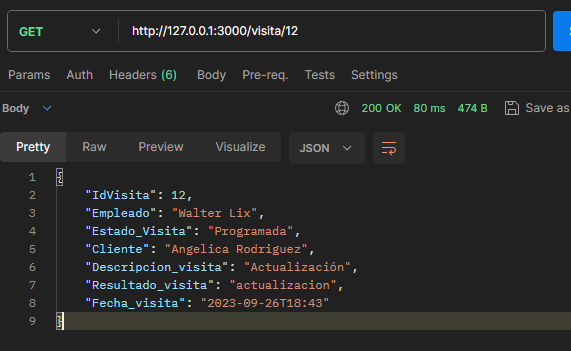 GET http://127.0.0.1:3000/visita/12
Params Auth Headers (6) Body Pre-req. Tests Settings
Body 200 OK 80 ms 474 B Save as
Pretty Raw Preview Visualize JSON
1 {
2 "IdVisita": 12,
3 "Empleado": "Walter Lix",
4 "Estado_Visita": "Programada",
5 "Cliente": "Angelica Rodriguez",
6 "Descripcion_visita": "Actualización",
7 "Resultado_visita": "actualizacion",
8 "Fecha_visita": "2023-09-26T18:43"
9 }